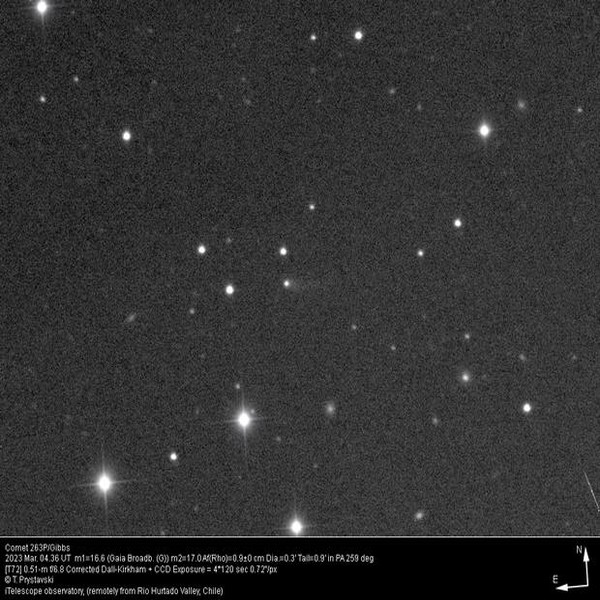 Comet 263P/Gibbs
2023 Mar. 04.36 UT m1=16.6 (Gaia Broadb. (G)) m2=17.0 Af(Rho)=0.9±0 cm Dia.=0.3' Tail=0.9' in PA 259 deg
[T72] 0.51-m f/6.8 Corrected Dall-Kirkham + CCD Exposure = 4*120 sec 0.72"/px
© T. Prystavski
iTelescope observatory, (remotely from Rio Hurtado Valley, Chile)
N
E